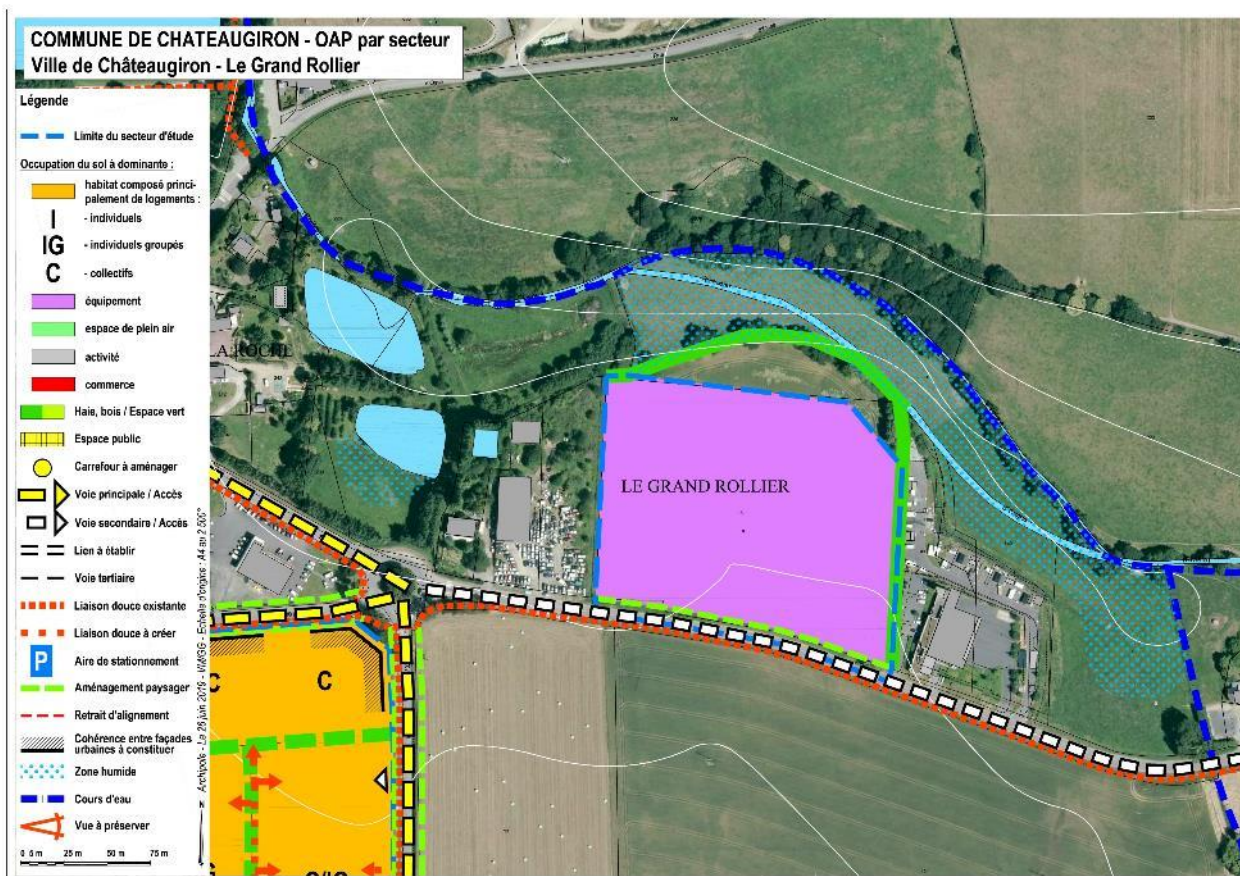 COMMUNE DE CHATEAUGIRON - OAP par secteur
Ville de Châteaugiron - Le Grand Rollier
Légende
Limite du secteur d'étude
Occupation du sol à dominante :
habitat composé princi-
palement de logements :
I - individuels
IG - individuels groupés
C - collectifs
équipement
espace de plein air
activité
commerce
Haie, bois / Espace vert
Espace public
Carrefour à aménager
Voie principale / Accès
Voie secondaire / Accès
Lien à établir
Voie tertiaire
Liaison douce existante
Liaison douce à créer
P Aire de stationnement
Aménagement paysager
Retrait d'alignement
Cohérence entre façades
urbaines à constituer
Zone humide
Cours d'eau
Vue à préserver
0 5 m 25 m 50 m 75 m
N
LA ROCHE
LE GRAND ROLLIER
C
C